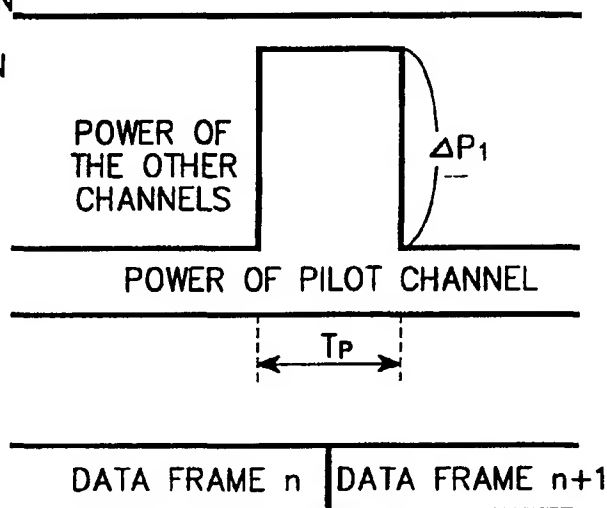 N
N
POWER OF
THE OTHER
CHANNELS
ΔP1
POWER OF PILOT CHANNEL
TP
DATA FRAME n
DATA FRAME n+1